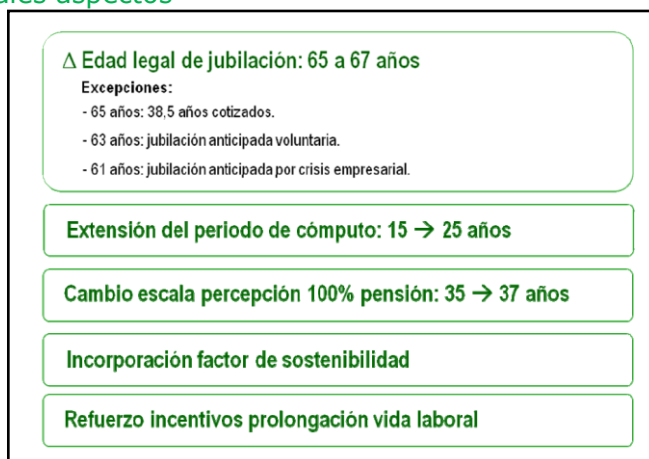 ales aspectos
Δ Edad legal de jubilación: 65 a 67 años
Excepciones:
- 65 años: 38,5 años cotizados.
- 63 años: jubilación anticipada voluntaria.
- 61 años: jubilación anticipada por crisis empresarial.
Extensión del periodo de cómputo: 15 → 25 años
Cambio escala percepción 100% pensión: 35 → 37 años
Incorporación factor de sostenibilidad
Refuerzo incentivos prolongación vida laboral